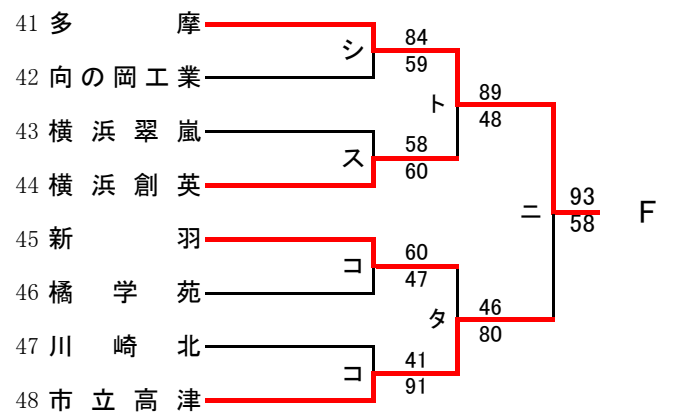 41 多摩
シ 84
59
42 向の岡工業
ト 89
48
43 横浜翠嵐
ス 58
60
44 横浜創英
ニ 93
58 F
45 新羽
コ 60
47
46 橘学苑
タ 46
80
47 川崎北
コ 41
91
48 市立高津